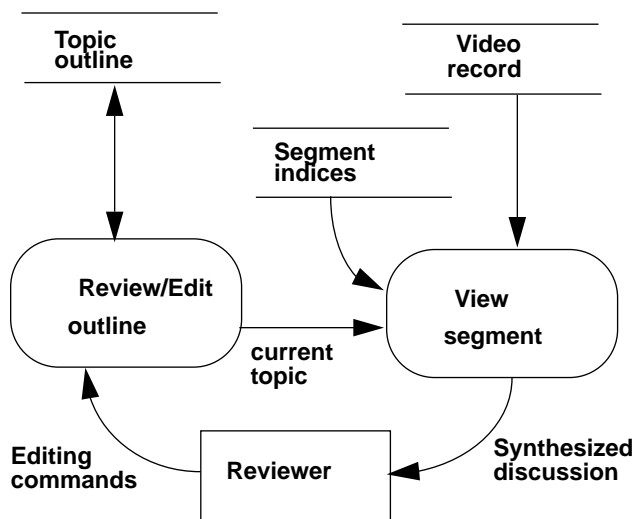 Topic
outline
Video
record
Segment
indices
Review/Edit
outline
View
segment
current
topic
Editing
commands
Reviewer
Synthesized
discussion